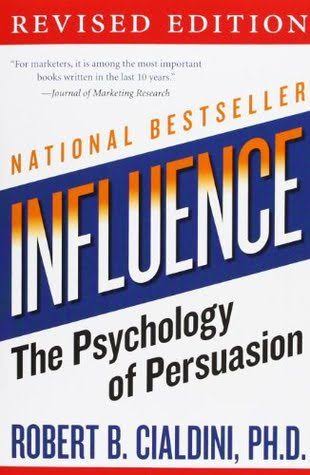 REVISED EDITION
"For marketers, it is among the most important
books written in the last 10 years."
—Journal of Marketing Research
NATIONAL BESTSELLER
INFLUENCE
The Psychology
of Persuasion
ROBERT B. CIALDINI, PH.D.